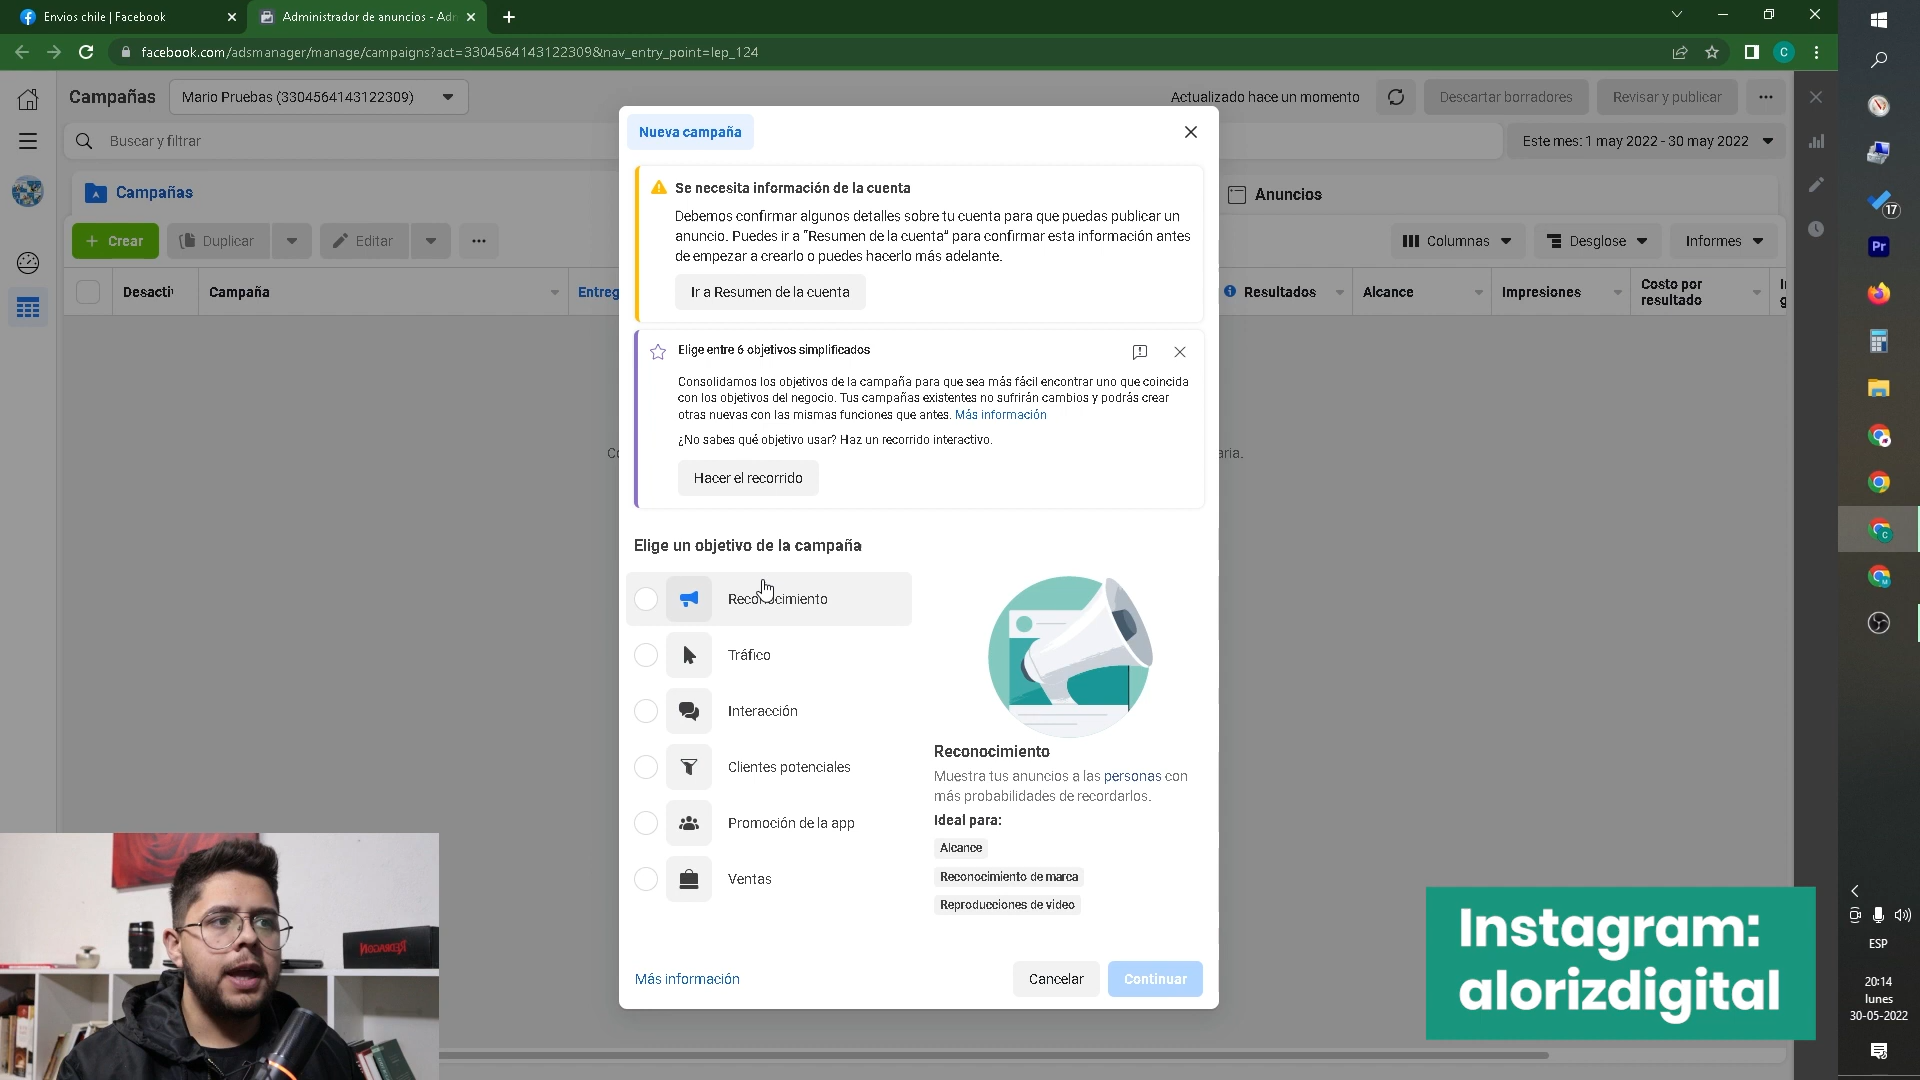 Envios chile | Facebook
Administrador de anuncios - Adr
facebook.com/adsmanager/manage/campaigns?act=3304564143122309&nav_entry_point=lep_124
C
Campañas
Mario Pruebas (3304564143122309)
Actualizado hace un momento
Descartar borradores
Revisar y publicar
Buscar y filtrar
Este mes: 1 may 2022 - 30 may 2022
Campañas
Anuncios
+ Crear
Duplicar
Editar
Columnas
Desglose
Informes
Campaña
Entreg
Resultados
Alcance
Impresiones
Costo por
resultado
aria.
Nueva campaña
Se necesita información de la cuenta
Debemos confirmar algunos detalles sobre tu cuenta para que puedas publicar un
anuncio. Puedes ir a "Resumen de la cuenta" para confirmar esta información antes
de empezar a crearlo o puedes hacerlo más adelante.
Ir a Resumen de la cuenta
Elige entre 6 objetivos simplificados
Consolidamos los objetivos de la campaña para que sea más fácil encontrar uno que coincida
con los objetivos del negocio. Tus campañas existentes no sufrirán cambios y podrás crear
otras nuevas con las mismas funciones que antes. Más información
¿No sabes qué objetivo usar? Haz un recorrido interactivo.
Hacer el recorrido
Elige un objetivo de la campaña
Reconocimiento
Tráfico
Interacción
Clientes potenciales
Promoción de la app
Ventas
Reconocimiento
Muestra tus anuncios a las personas con
más probabilidades de recordarlos.
Ideal para:
Alcance
Reconocimiento de marca
Reproducciones de video
Más información
Cancelar
Continuar
Instagram:
alorizdigital
17
Pr
ESP
20:14
lunes
30-05-2022